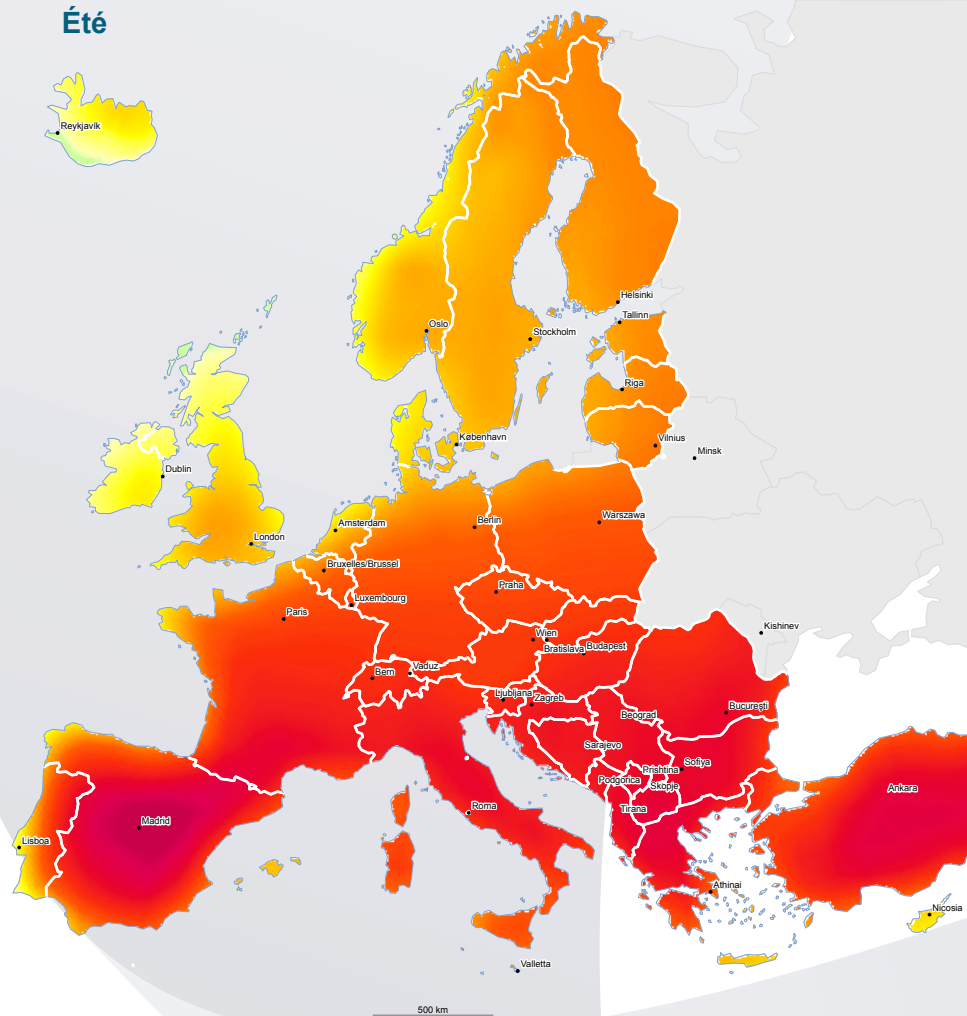 Été
Reykjavík
Helsinki
Tallinn
Oslo
Stockholm
Riga
København
Vilnius
Minsk
Dublin
Warszawa
Berlin
Amsterdam
London
Bruxelles/Brussel
Praha
Luxembourg
Paris
Kishinev
Wien
Bratislava
Budapest
Vaduz
Bern
Ljubljana
Zagreb
Bucureşti
Beograd
Sarajevo
Sofiya
Prishtina
Podgorica
Skopje
Ankara
Roma
Tirana
Madrid
Lisboa
Athinai
Nicosia
Valletta
500 km